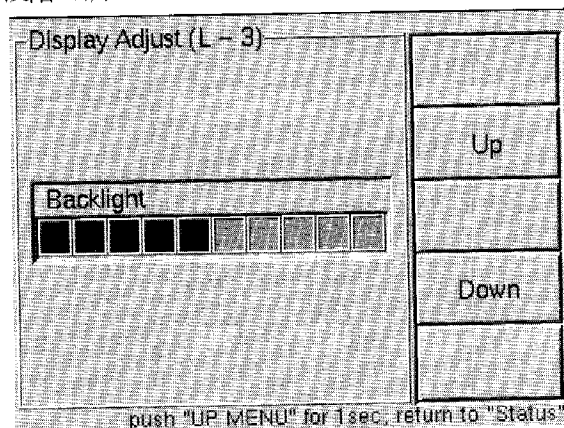 Display Adjust (L - 3)
Up
Backlight
Down
push "UP MENU" for 1sec, return to "Status"